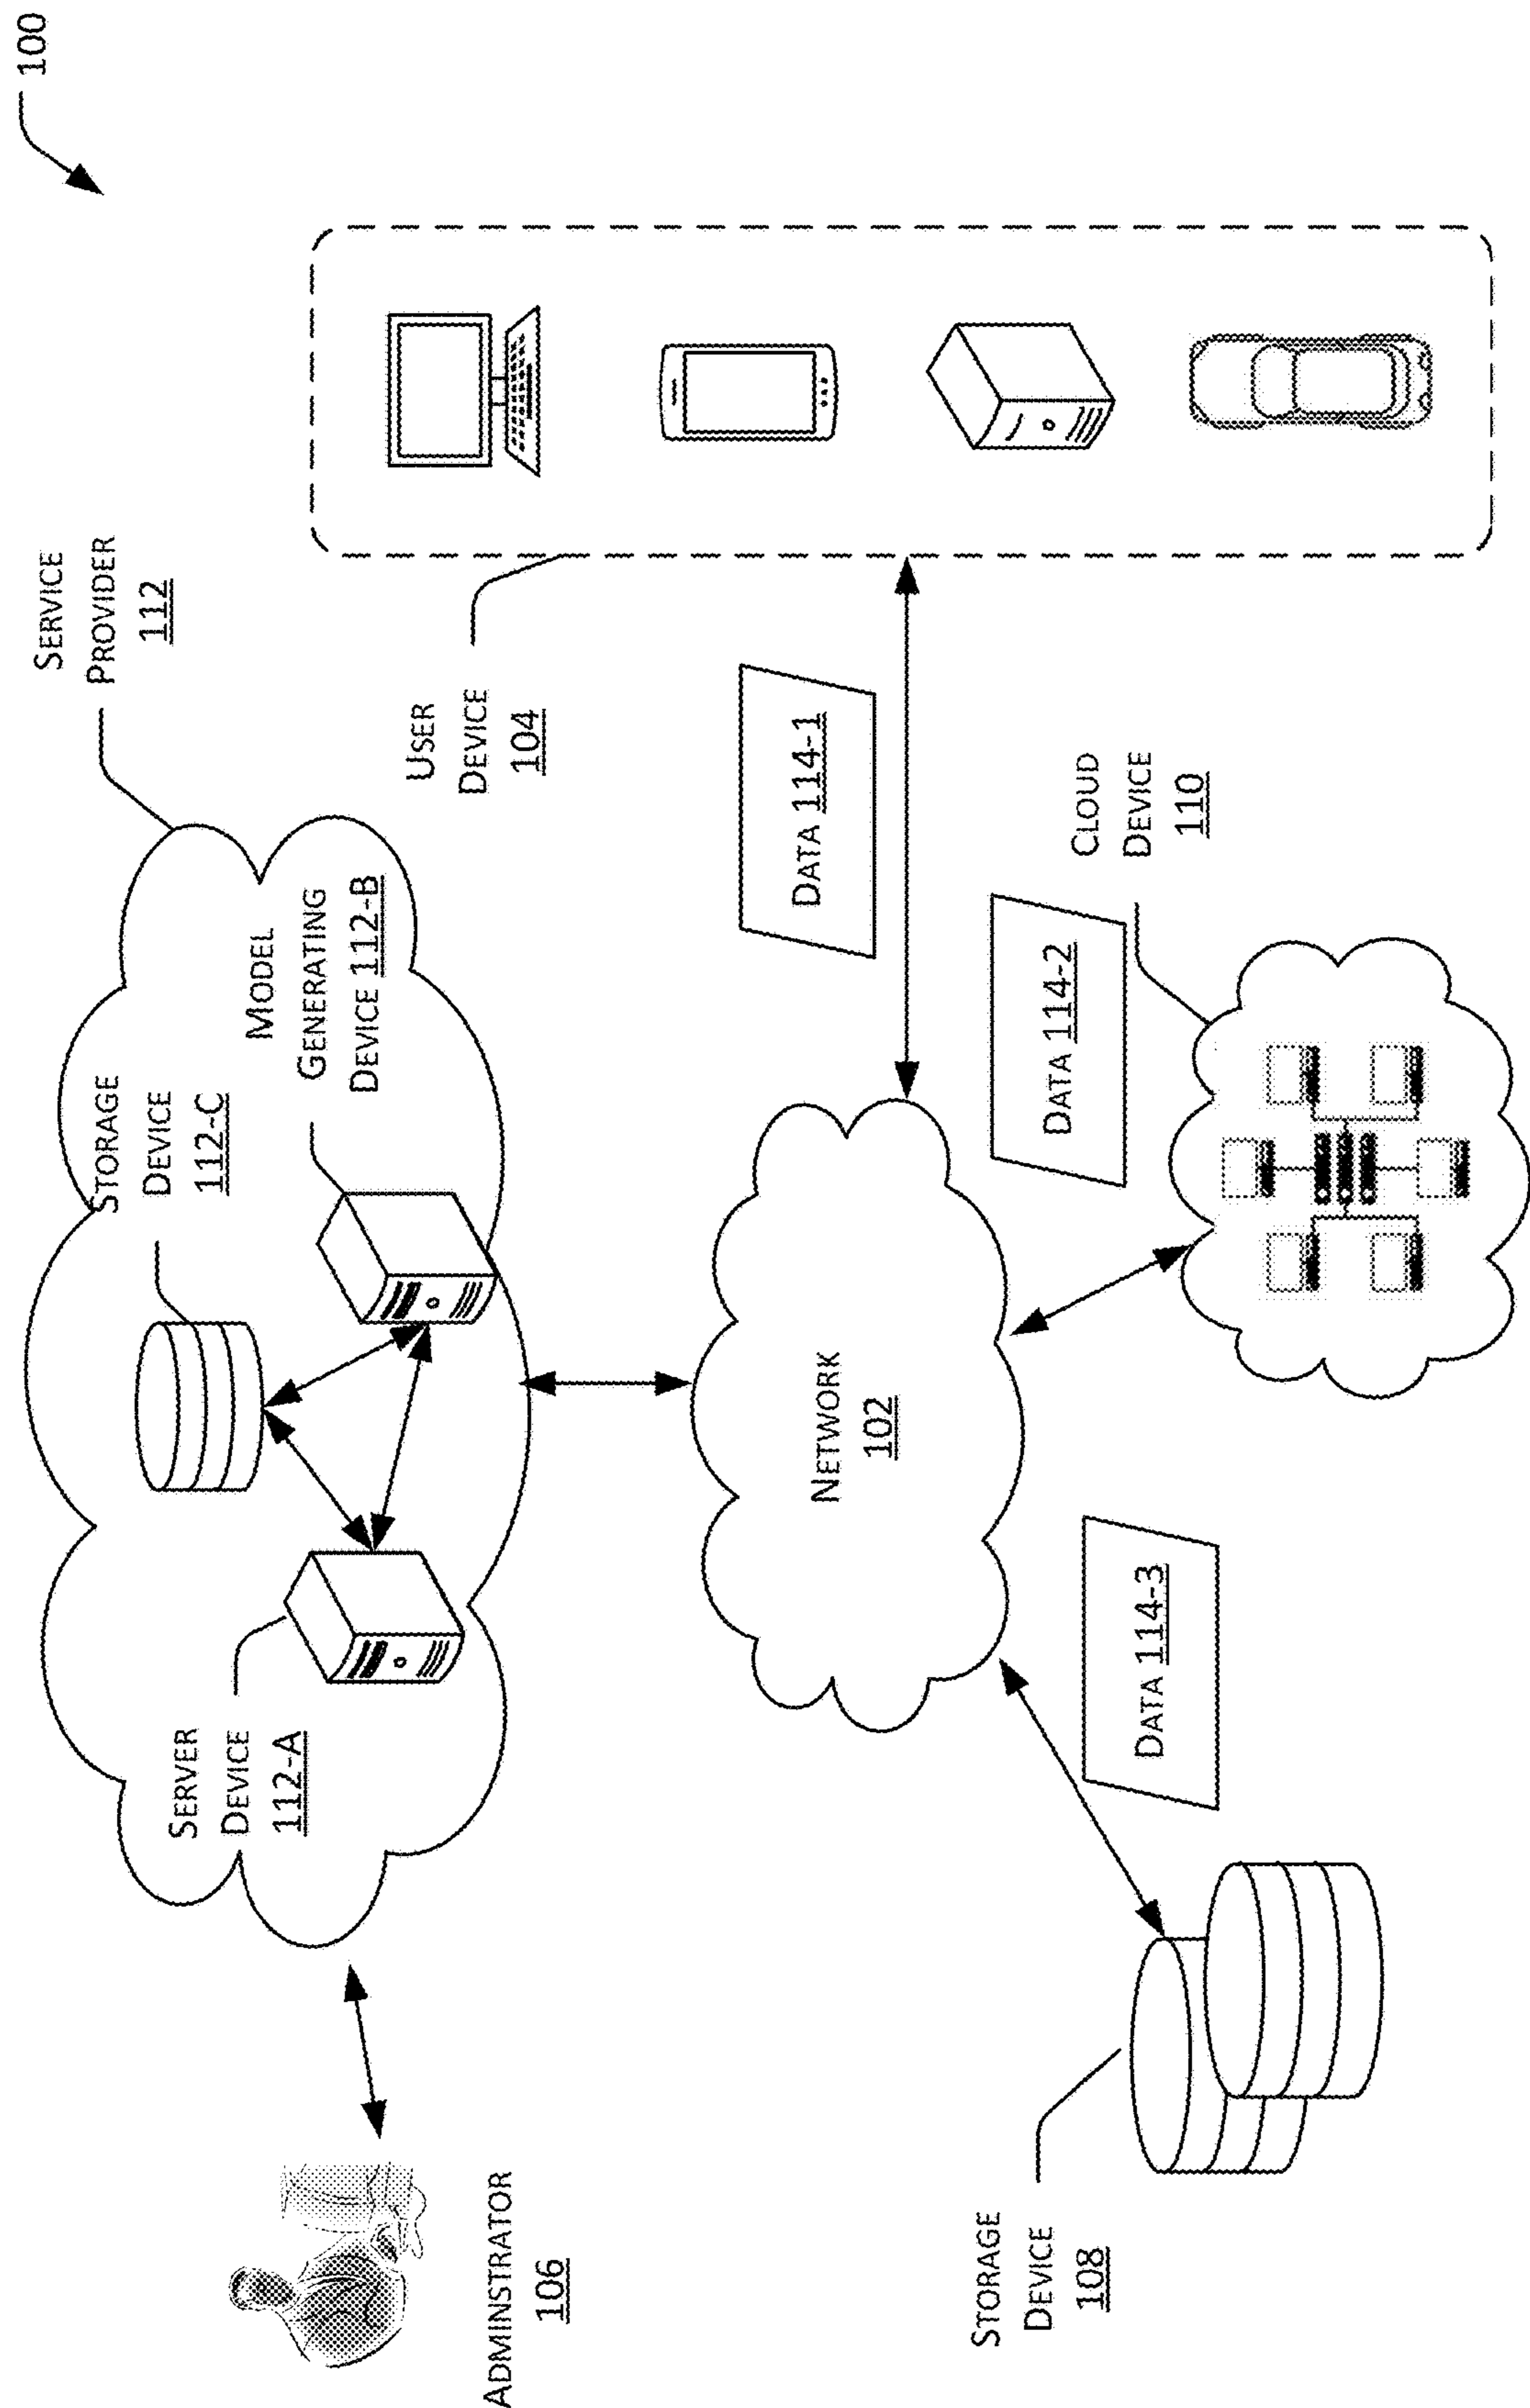 100
SERVICE
PROVIDER
112
STORAGE
DEVICE
112-C
MODEL
GENERATING
DEVICE 112-B
SERVER
DEVICE
112-A
ADMINSTRATOR
106
USER
DEVICE
104
DATA 114-1
NETWORK
102
DATA 114-2
CLOUD
DEVICE
110
DATA 114-3
STORAGE
DEVICE
108